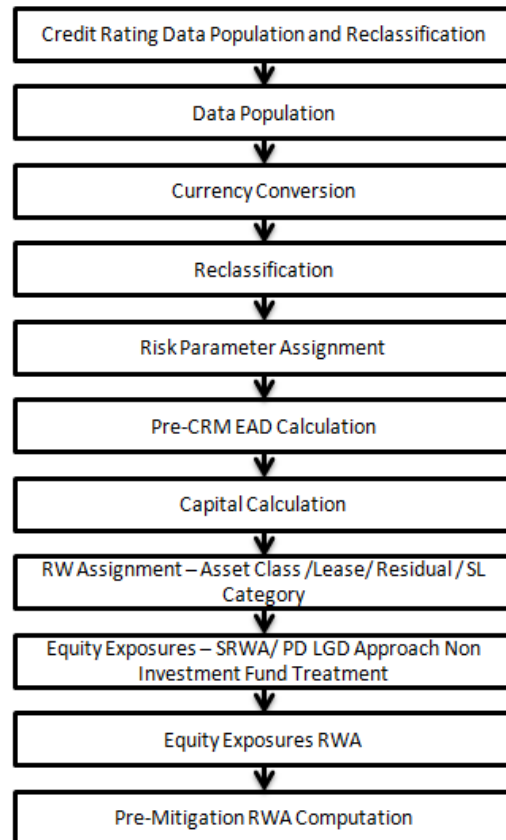 Credit Rating Data Population and Reclassification
Data Population
Currency Conversion
Reclassification
Risk Parameter Assignment
Pre-CRM EAD Calculation
Capital Calculation
RW Assignment – Asset Class /Lease/ Residual / SL
Category
Equity Exposures – SRWA/ PD LGD Approach Non
Investment Fund Treatment
Equity Exposures RWA
Pre-Mitigation RWA Computation